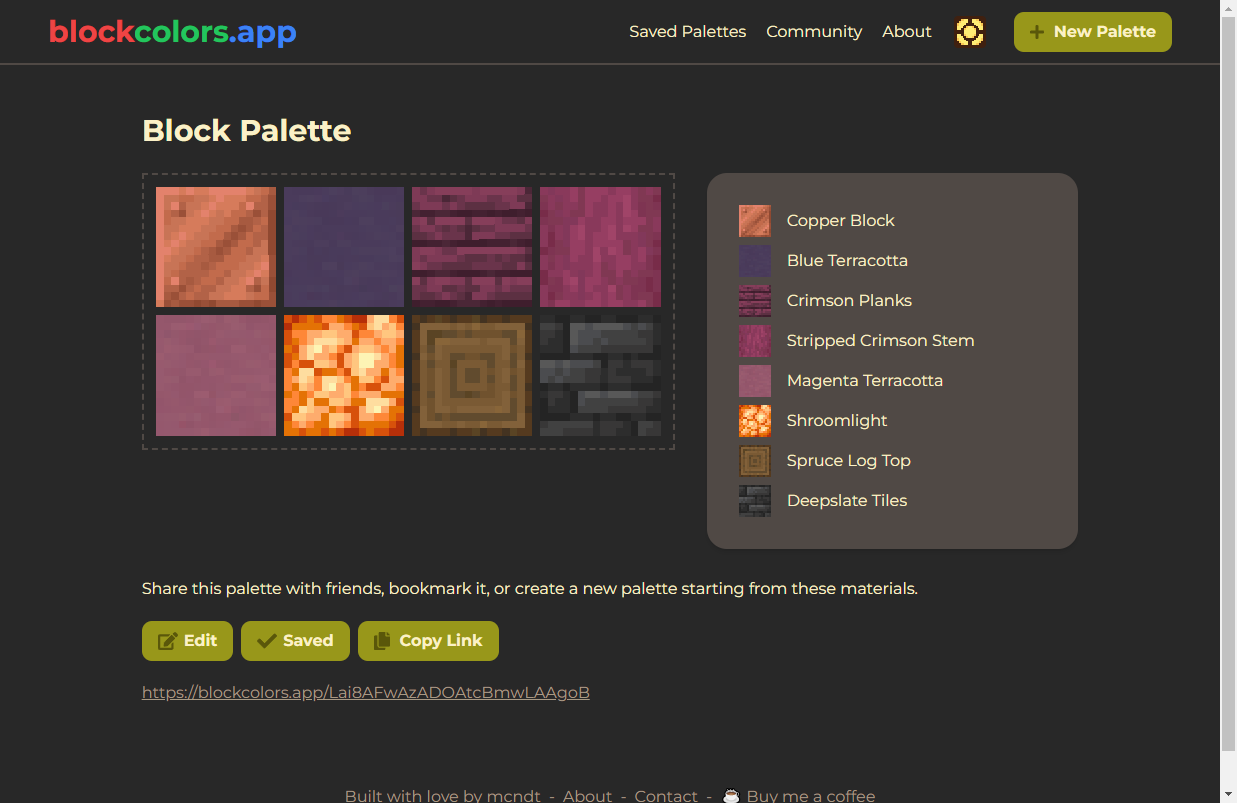 blockcolors.app
Saved Palettes Community About New Palette
Block Palette
Copper Block
Blue Terracotta
Crimson Planks
Stripped Crimson Stem
Magenta Terracotta
Shroomlight
Spruce Log Top
Deepslate Tiles
Share this palette with friends, bookmark it, or create a new palette starting from these materials.
Edit Saved Copy Link
https://blockcolors.app/Lai8AFwAzADOAtcBmwLAAgoB
Built with love by mcndt - About - Contact - ☕ Buy me a coffee